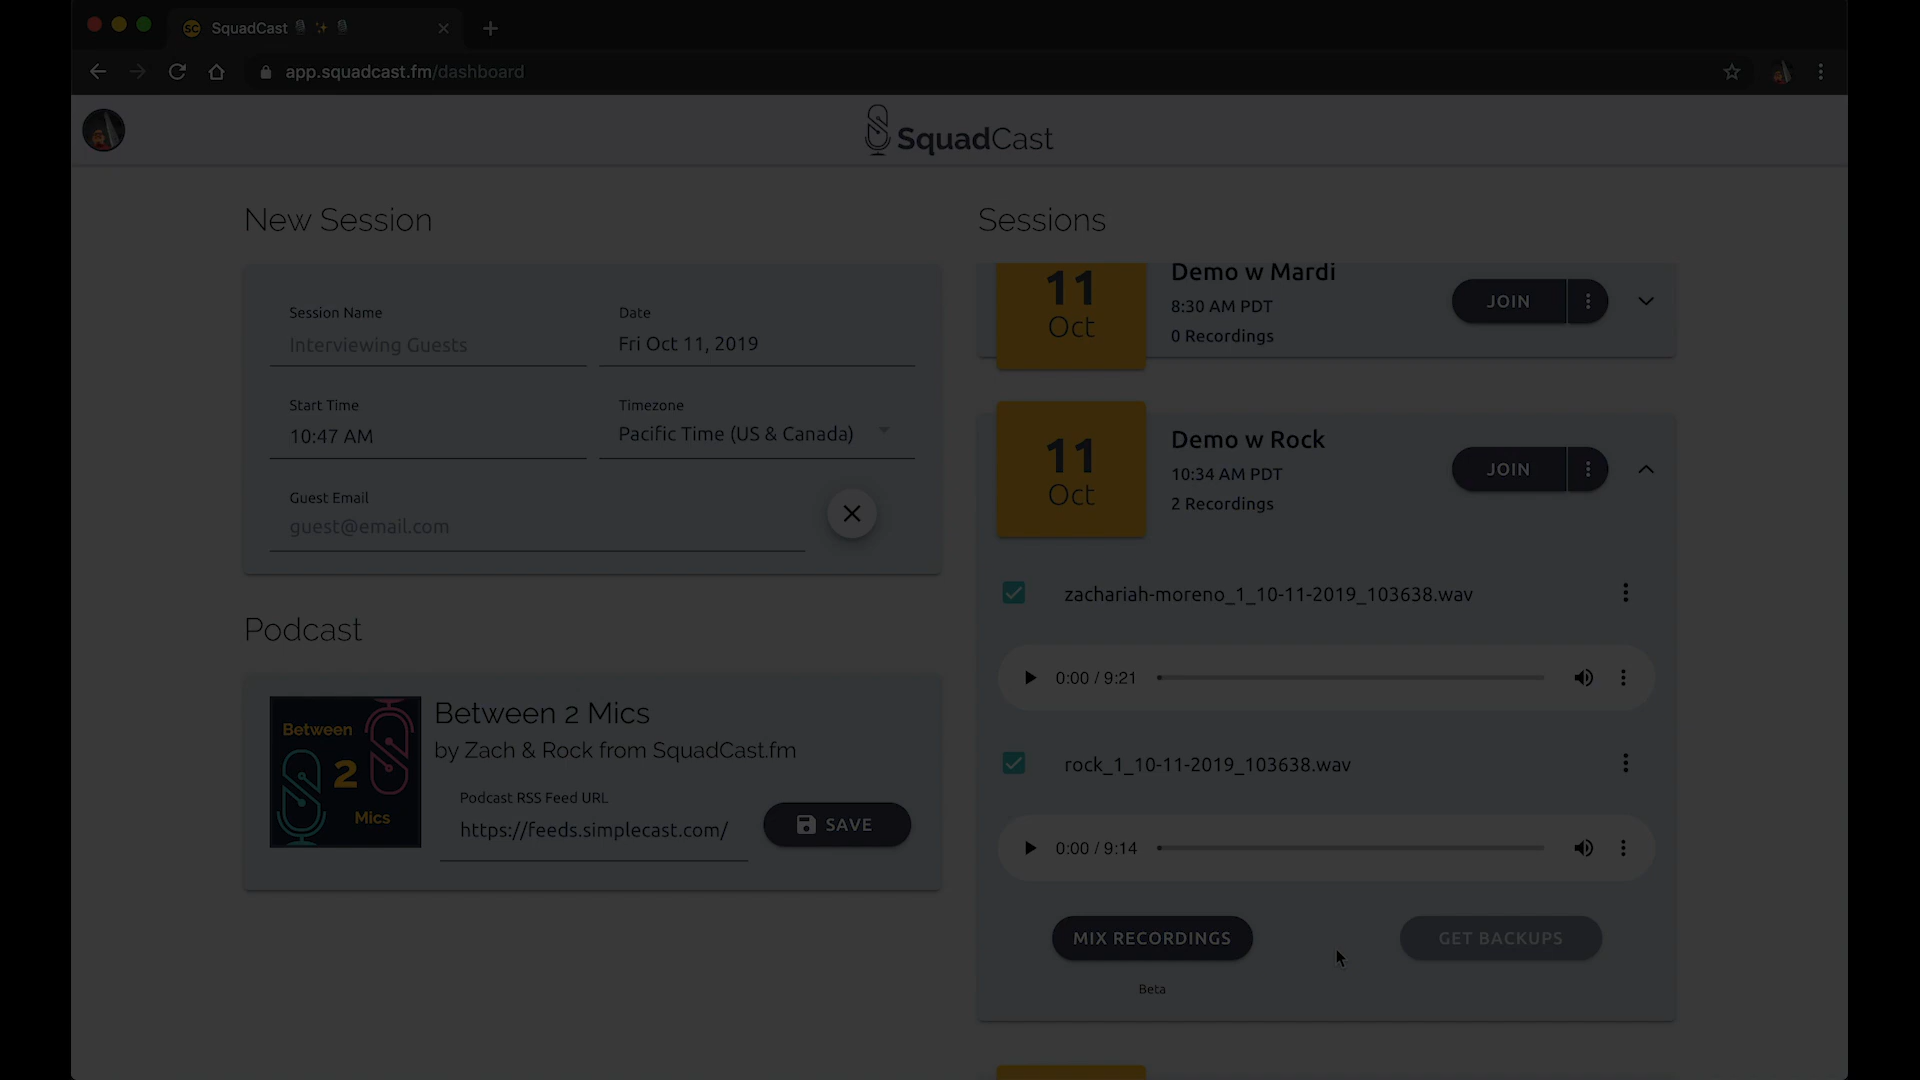 SquadCast
app.squadcast.fm/dashboard
SquadCast
New Session
Session Name
Interviewing Guests
Date
Fri Oct 11, 2019
Start Time
10:47 AM
Timezone
Pacific Time (US & Canada)
Guest Email
guest@email.com
Podcast
Between
2
Mics
Between 2 Mics
by Zach & Rock from SquadCast.fm
Podcast RSS Feed URL
https://feeds.simplecast.com/
SAVE
Sessions
11
Oct
Demo w Mardi
8:30 AM PDT
0 Recordings
JOIN
11
Oct
Demo w Rock
10:34 AM PDT
2 Recordings
JOIN
zachariah-moreno_1_10-11-2019_103638.wav
0:00 / 9:21
rock_1_10-11-2019_103638.wav
0:00 / 9:14
MIX RECORDINGS
Beta
GET BACKUPS